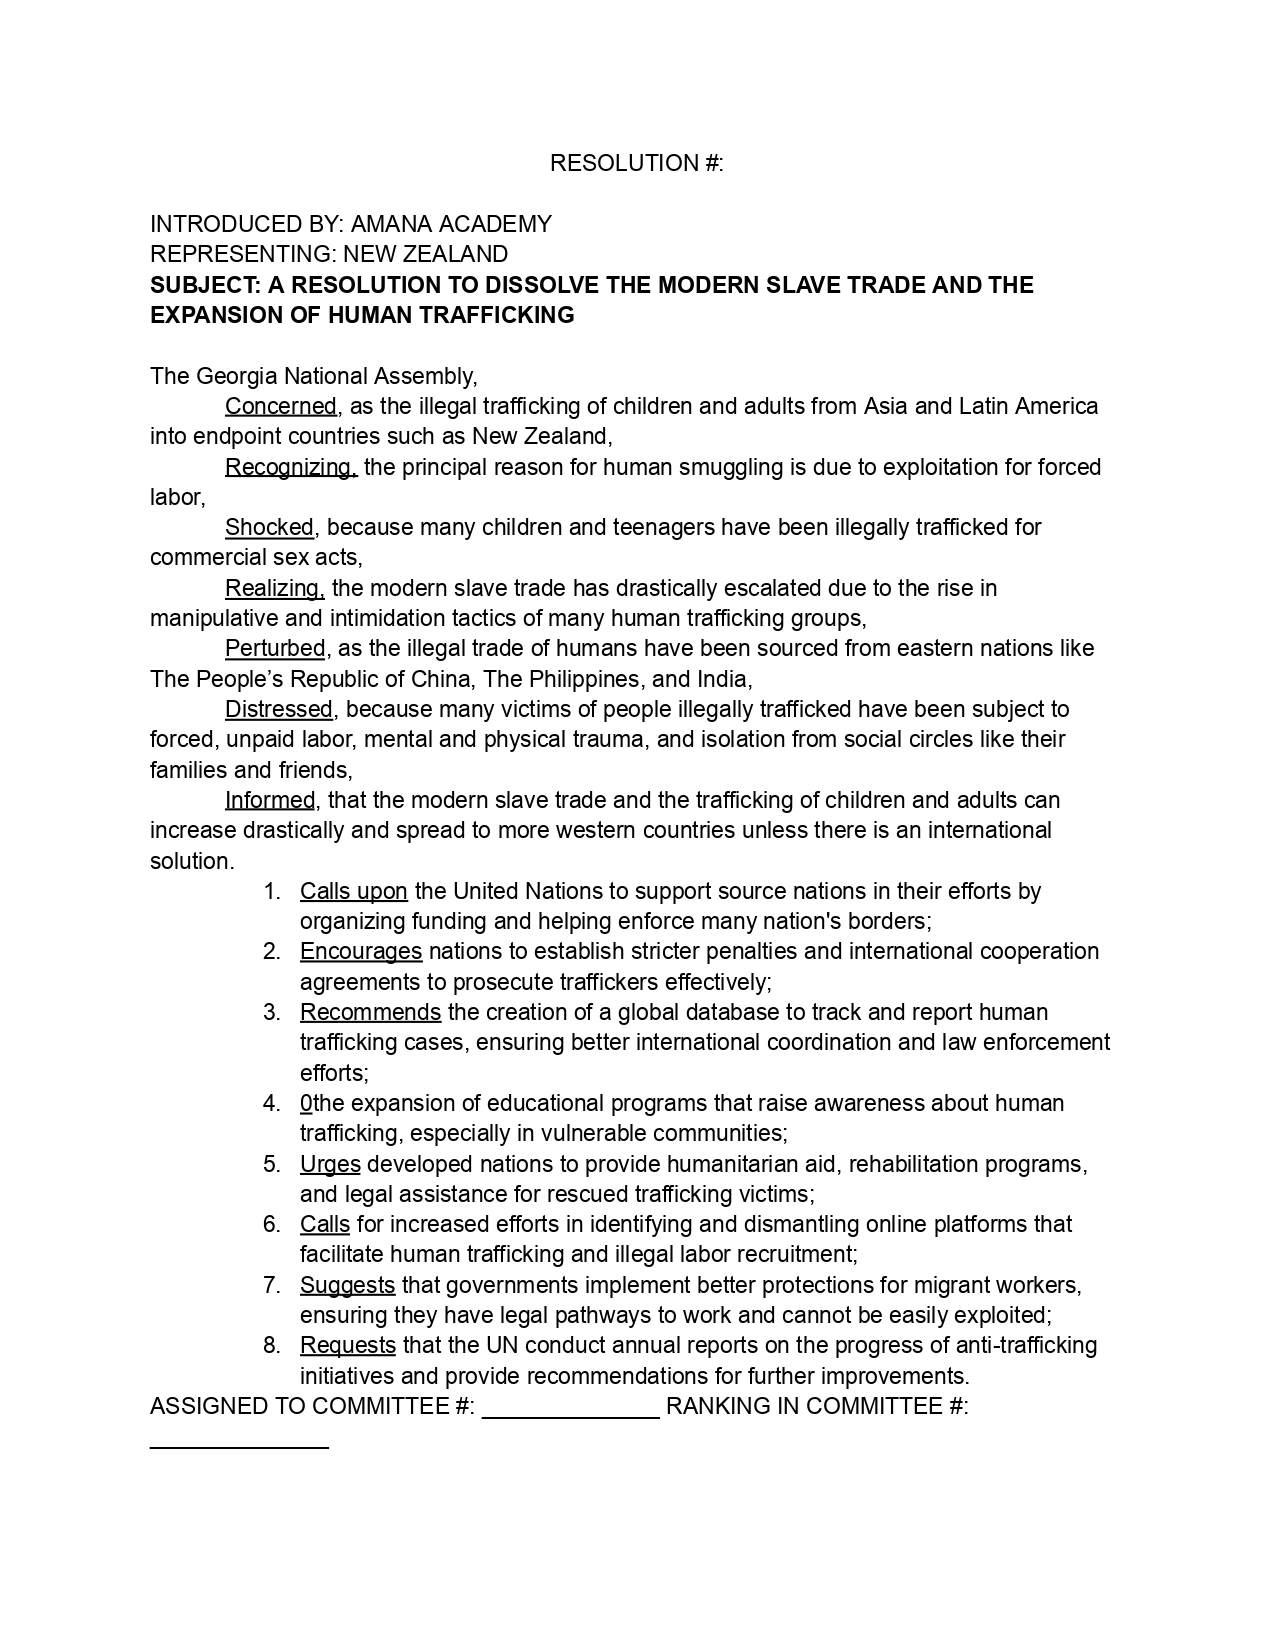 RESOLUTION #:
INTRODUCED BY: AMANA ACADEMY
REPRESENTING: NEW ZEALAND
SUBJECT: A RESOLUTION TO DISSOLVE THE MODERN SLAVE TRADE AND THE
EXPANSION OF HUMAN TRAFFICKING
The Georgia National Assembly,
Concerned, as the illegal trafficking of children and adults from Asia and Latin America
into endpoint countries such as New Zealand,
Recognizing, the principal reason for human smuggling is due to exploitation for forced
labor,
Shocked, because many children and teenagers have been illegally trafficked for
commercial sex acts,
Realizing, the modern slave trade has drastically escalated due to the rise in
manipulative and intimidation tactics of many human trafficking groups,
Perturbed, as the illegal trade of humans have been sourced from eastern nations like
The People’s Republic of China, The Philippines, and India,
Distressed, because many victims of people illegally trafficked have been subject to
forced, unpaid labor, mental and physical trauma, and isolation from social circles like their
families and friends,
Informed, that the modern slave trade and the trafficking of children and adults can
increase drastically and spread to more western countries unless there is an international
solution.
1. Calls upon the United Nations to support source nations in their efforts by
organizing funding and helping enforce many nation's borders;
2. Encourages nations to establish stricter penalties and international cooperation
agreements to prosecute traffickers effectively;
3. Recommends the creation of a global database to track and report human
trafficking cases, ensuring better international coordination and law enforcement
efforts;
4. 0the expansion of educational programs that raise awareness about human
trafficking, especially in vulnerable communities;
5. Urges developed nations to provide humanitarian aid, rehabilitation programs,
and legal assistance for rescued trafficking victims;
6. Calls for increased efforts in identifying and dismantling online platforms that
facilitate human trafficking and illegal labor recruitment;
7. Suggests that governments implement better protections for migrant workers,
ensuring they have legal pathways to work and cannot be easily exploited;
8. Requests that the UN conduct annual reports on the progress of anti-trafficking
initiatives and provide recommendations for further improvements.
ASSIGNED TO COMMITTEE #: ______________ RANKING IN COMMITTEE #:
______________